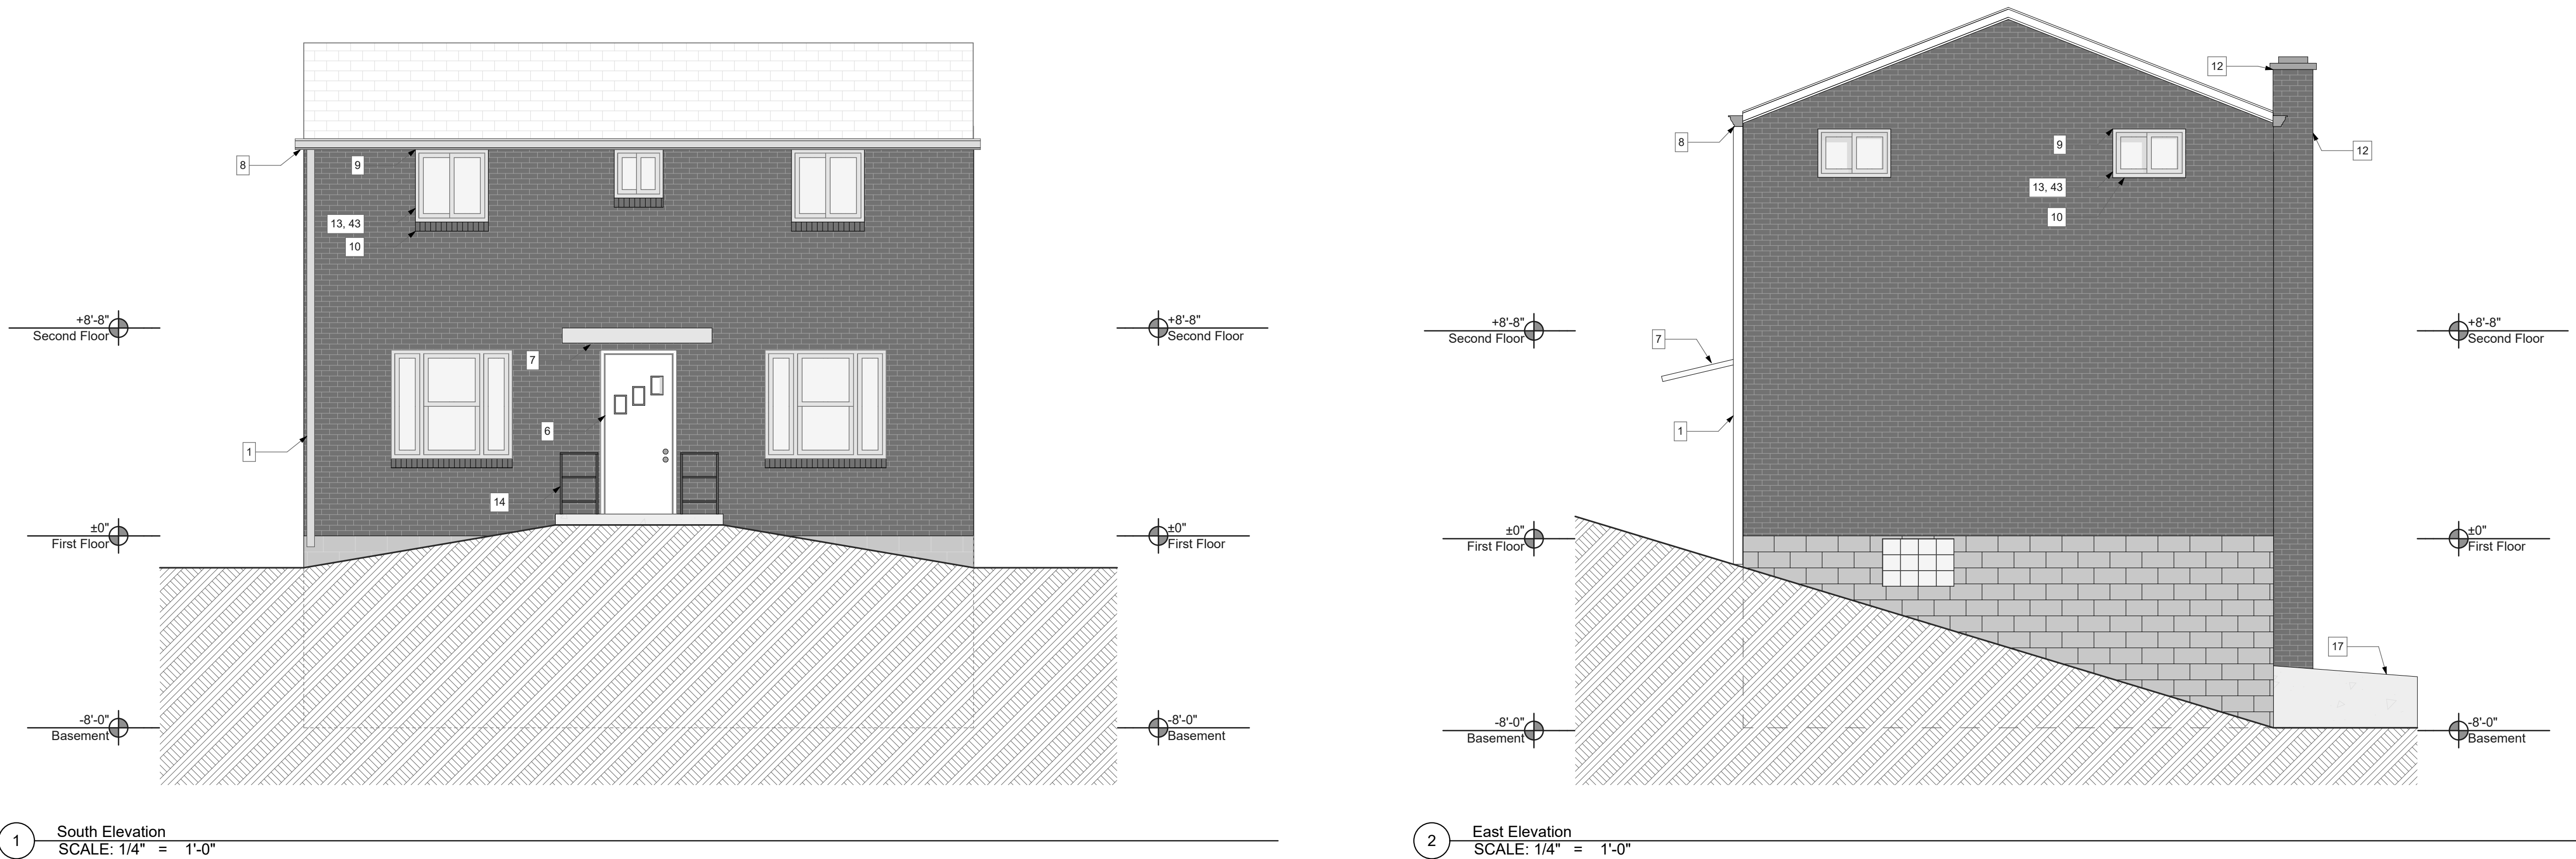 8
9
13, 43
10
+8'-8"
Second Floor
+8'-8"
Second Floor
7
6
1
14
±0"
First Floor
±0"
First Floor
-8'-0"
Basement
-8'-0"
Basement
1
South Elevation
SCALE: 1/4" = 1'-0"
12
8
9
12
13, 43
10
+8'-8"
Second Floor
+8'-8"
Second Floor
7
1
±0"
First Floor
±0"
First Floor
17
-8'-0"
Basement
-8'-0"
Basement
2
East Elevation
SCALE: 1/4" = 1'-0"